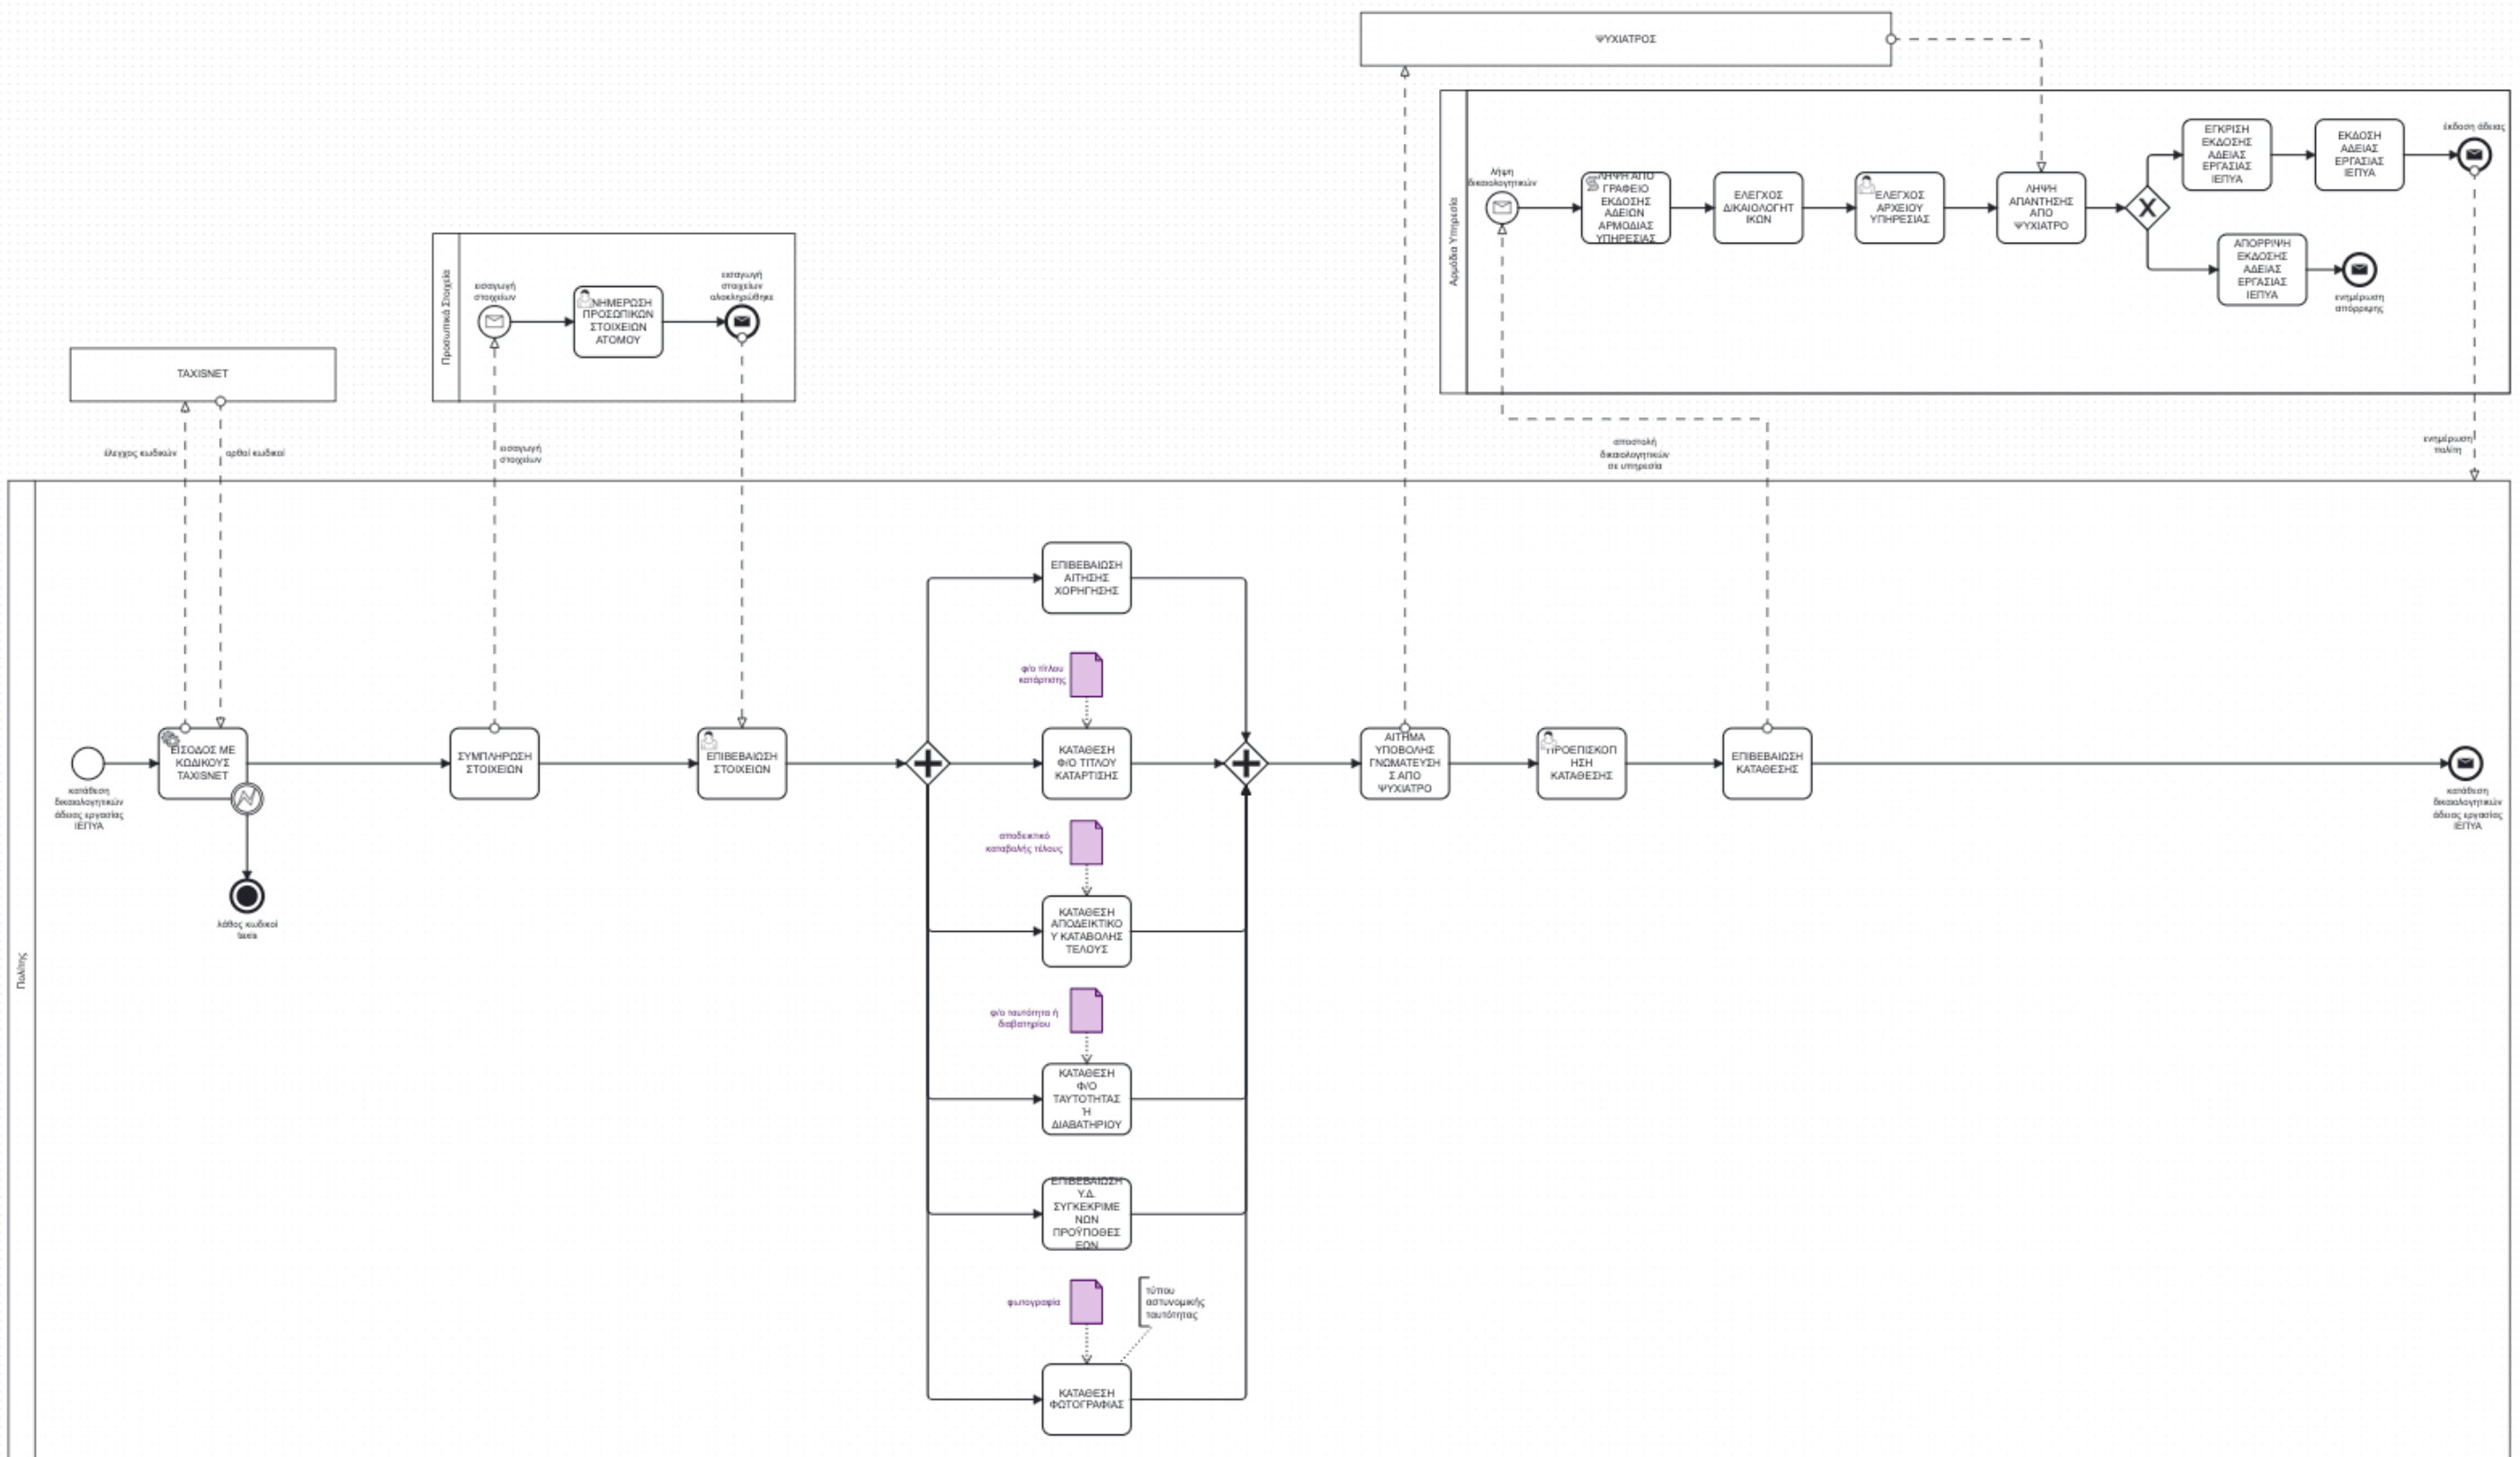 ΨΥΧΙΑΤΡΟΣ
Αρμόδια Υπηρεσία
λήψη
δικαιολογητικών
ΛΗΨΗ ΑΠΟ
ΓΡΑΦΕΙΟ
ΕΚΔΟΣΗΣ
ΑΔΕΙΩΝ
ΑΡΜΟΔΙΑΣ
ΥΠΗΡΕΣΙΑΣ
ΕΛΕΓΧΟΣ
ΔΙΚΑΙΟΛΟΓΗΤ
ΙΚΩΝ
ΕΛΕΓΧΟΣ
ΑΡΧΕΙΟΥ
ΥΠΗΡΕΣΙΑΣ
ΛΗΨΗ
ΑΠΑΝΤΗΣΗΣ
ΑΠΟ
ΨΥΧΙΑΤΡΟ
ΕΓΚΡΙΣΗ
ΕΚΔΟΣΗΣ
ΑΔΕΙΑΣ
ΕΡΓΑΣΙΑΣ
ΙΕΠΥΑ
ΕΚΔΟΣΗ
ΑΔΕΙΑΣ
ΕΡΓΑΣΙΑΣ
ΙΕΠΥΑ
έκδοση άδειας
ΑΠΟΡΡΙΨΗ
ΕΚΔΟΣΗΣ
ΑΔΕΙΑΣ
ΕΡΓΑΣΙΑΣ
ΙΕΠΥΑ
ενημέρωση
απόρριψης
Προσωπικά Στοιχεία
εισαγωγή
στοιχείων
ΕΝΗΜΕΡΩΣΗ
ΠΡΟΣΩΠΙΚΩΝ
ΣΤΟΙΧΕΙΩΝ
ΑΤΟΜΟΥ
εισαγωγή
στοιχείων
ολοκληρώθηκε
TAXISNET
έλεγχος κωδικών
ορθοί κωδικοί
εισαγωγή
στοιχείων
αποστολή
δικαιολογητικών
σε υπηρεσία
ενημέρωση
πολίτη
Πολίτης
κατάθεση
δικαιολογητικών
άδειας εργασίας
ΙΕΠΥΑ
ΕΙΣΟΔΟΣ ΜΕ
ΚΩΔΙΚΟΥΣ
TAXISNET
λάθος κωδικοί
taxis
ΣΥΜΠΛΗΡΩΣΗ
ΣΤΟΙΧΕΙΩΝ
ΕΠΙΒΕΒΑΙΩΣΗ
ΣΤΟΙΧΕΙΩΝ
ΕΠΙΒΕΒΑΙΩΣΗ
ΑΙΤΗΣΗΣ
ΧΟΡΗΓΗΣΗΣ
φ/ο τίτλου
κατάρτισης
ΚΑΤΑΘΕΣΗ
Φ/Ο ΤΙΤΛΟΥ
ΚΑΤΑΡΤΙΣΗΣ
αποδεικτικό
καταβολής τέλους
ΚΑΤΑΘΕΣΗ
ΑΠΟΔΕΙΚΤΙΚΟ
Υ ΚΑΤΑΒΟΛΗΣ
ΤΕΛΟΥΣ
φ/ο ταυτότητα ή
διαβατηρίου
ΚΑΤΑΘΕΣΗ
Φ/Ο
ΤΑΥΤΟΤΗΤΑΣ
Ή
ΔΙΑΒΑΤΗΡΙΟΥ
ΕΠΙΒΕΒΑΙΩΣΗ
Υ.Δ.
ΣΥΓΚΕΚΡΙΜΕ
ΝΩΝ
ΠΡΟΫΠΟΘΕΣ
ΕΩΝ
φωτογραφία
τύπου
αστυνομικής
ταυτότητας
ΚΑΤΑΘΕΣΗ
ΦΩΤΟΓΡΑΦΙΑΣ
ΑΙΤΗΜΑ
ΥΠΟΒΟΛΗΣ
ΓΝΩΜΑΤΕΥΣΗ
Σ ΑΠΟ
ΨΥΧΙΑΤΡΟ
ΠΡΟΕΠΙΣΚΟΠ
ΗΣΗ
ΚΑΤΑΘΕΣΗΣ
ΕΠΙΒΕΒΑΙΩΣΗ
ΚΑΤΑΘΕΣΗΣ
κατάθεση
δικαιολογητικών
άδειας εργασίας
ΙΕΠΥΑ